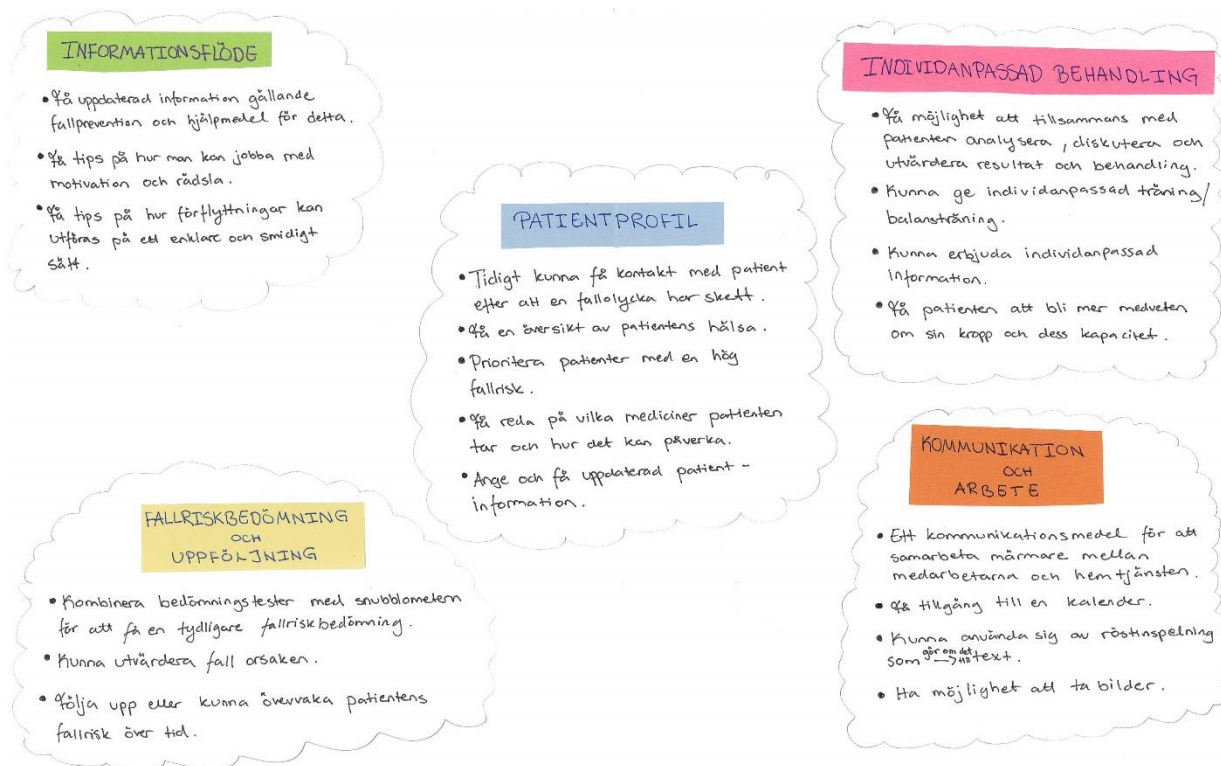 INFORMATIONSFLÖDE
• Få uppdaterad information gällande
fallprevention och hjälpmedel för detta.
• Få tips på hur man kan jobba med
motivation och rädsla.
• Få tips på hur förflyttningar kan
utföras på ett enklare och smidigt
sätt.
PATIENTPROFIL
• Tidigt kunna få kontakt med patient
efter att en fallolycka har skett.
• Få en översikt av patientens hälsa.
• Prioritera patienter med en hög
fallrisk.
• Få reda på vilka mediciner patienten
tar och hur det kan påverka.
• Ange och få uppdaterad patient-
information.
INDIVIDANPASSAD BEHANDLING
• Få möjlighet att tillsammans med
patienten analysera, diskutera och
utvärdera resultat och behandling.
• Kunna ge individanpassad träning/
balansträning.
• Kunna erbjuda individanpassad
information.
• Få patienten att bli mer medveten
om sin kropp och dess kapacitet.
FALLRISKBEDÖMNING
OCH
UPPFÖLJNING
• Kombinera bedömningstester med snubblometern
för att få en tydligare fallriskbedömning.
• Kunna utvärdera fall orsaken.
• Följa upp eller kunna övervaka patientens
fallrisk över tid.
KOMMUNIKATION
OCH
ARBETE
• Ett kommunikationsmedel för att
samarbeta närmare mellan
medarbetarna och hemtjänsten.
• Få tillgång till en kalender.
• Kunna använda sig av röstinspelning
som gör om det till → text.
• Ha möjlighet att ta bilder.